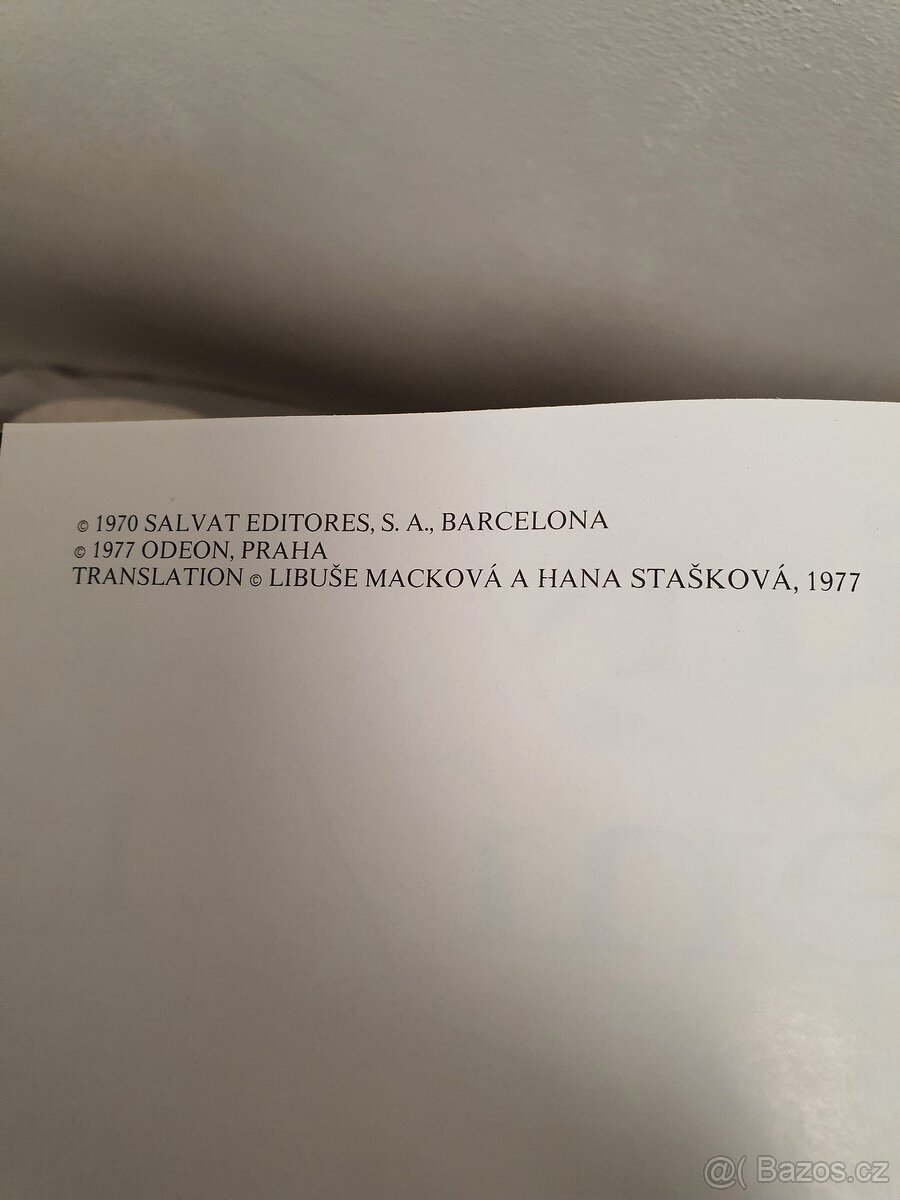 © 1970 SALVAT EDITORES, S. A., BARCELONA
© 1977 ODEON, PRAHA
TRANSLATION © LIBUŠE MACKOVÁ A HANA STAŠKOVÁ, 1977
@( Bazos.cz